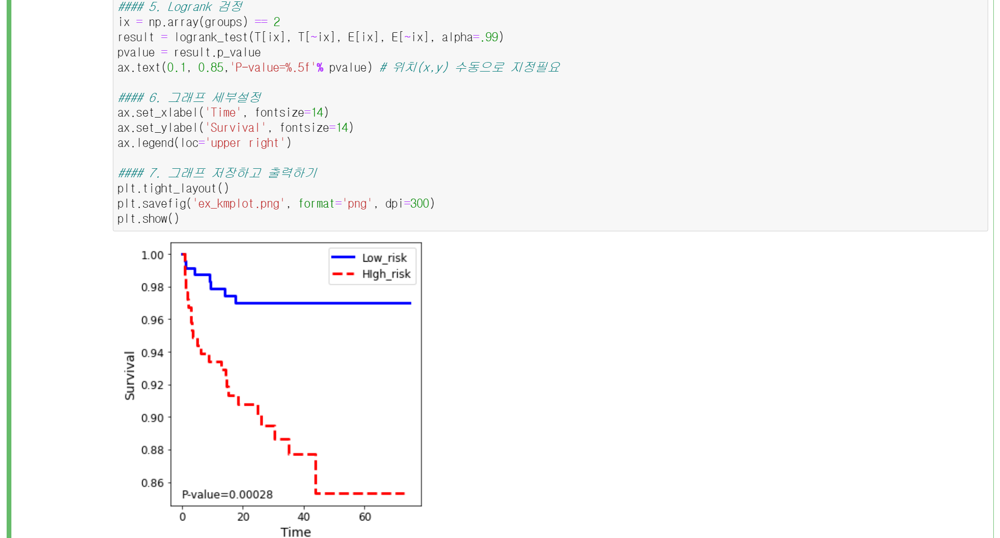 #### 5. Logrank 검정
ix = np.array(groups) == 2
result = logrank_test(T[ix], T[~ix], E[ix], E[~ix], alpha=.99)
pvalue = result.p_value
ax.text(0.1, 0.85,'P-value=%.5f'% pvalue) # 위치(x,y) 수동으로 지정필요
#### 6. 그래프 세부설정
ax.set_xlabel('Time', fontsize=14)
ax.set_ylabel('Survival', fontsize=14)
ax.legend(loc='upper right')
#### 7. 그래프 저장하고 출력하기
plt.tight_layout()
plt.savefig('ex_kmplot.png', format='png', dpi=300)
plt.show()
Low_risk
HIgh_risk
1.00
0.98
0.96
0.94
0.92
0.90
0.88
0.86
Survival
P-value=0.00028
0 20 40 60
Time